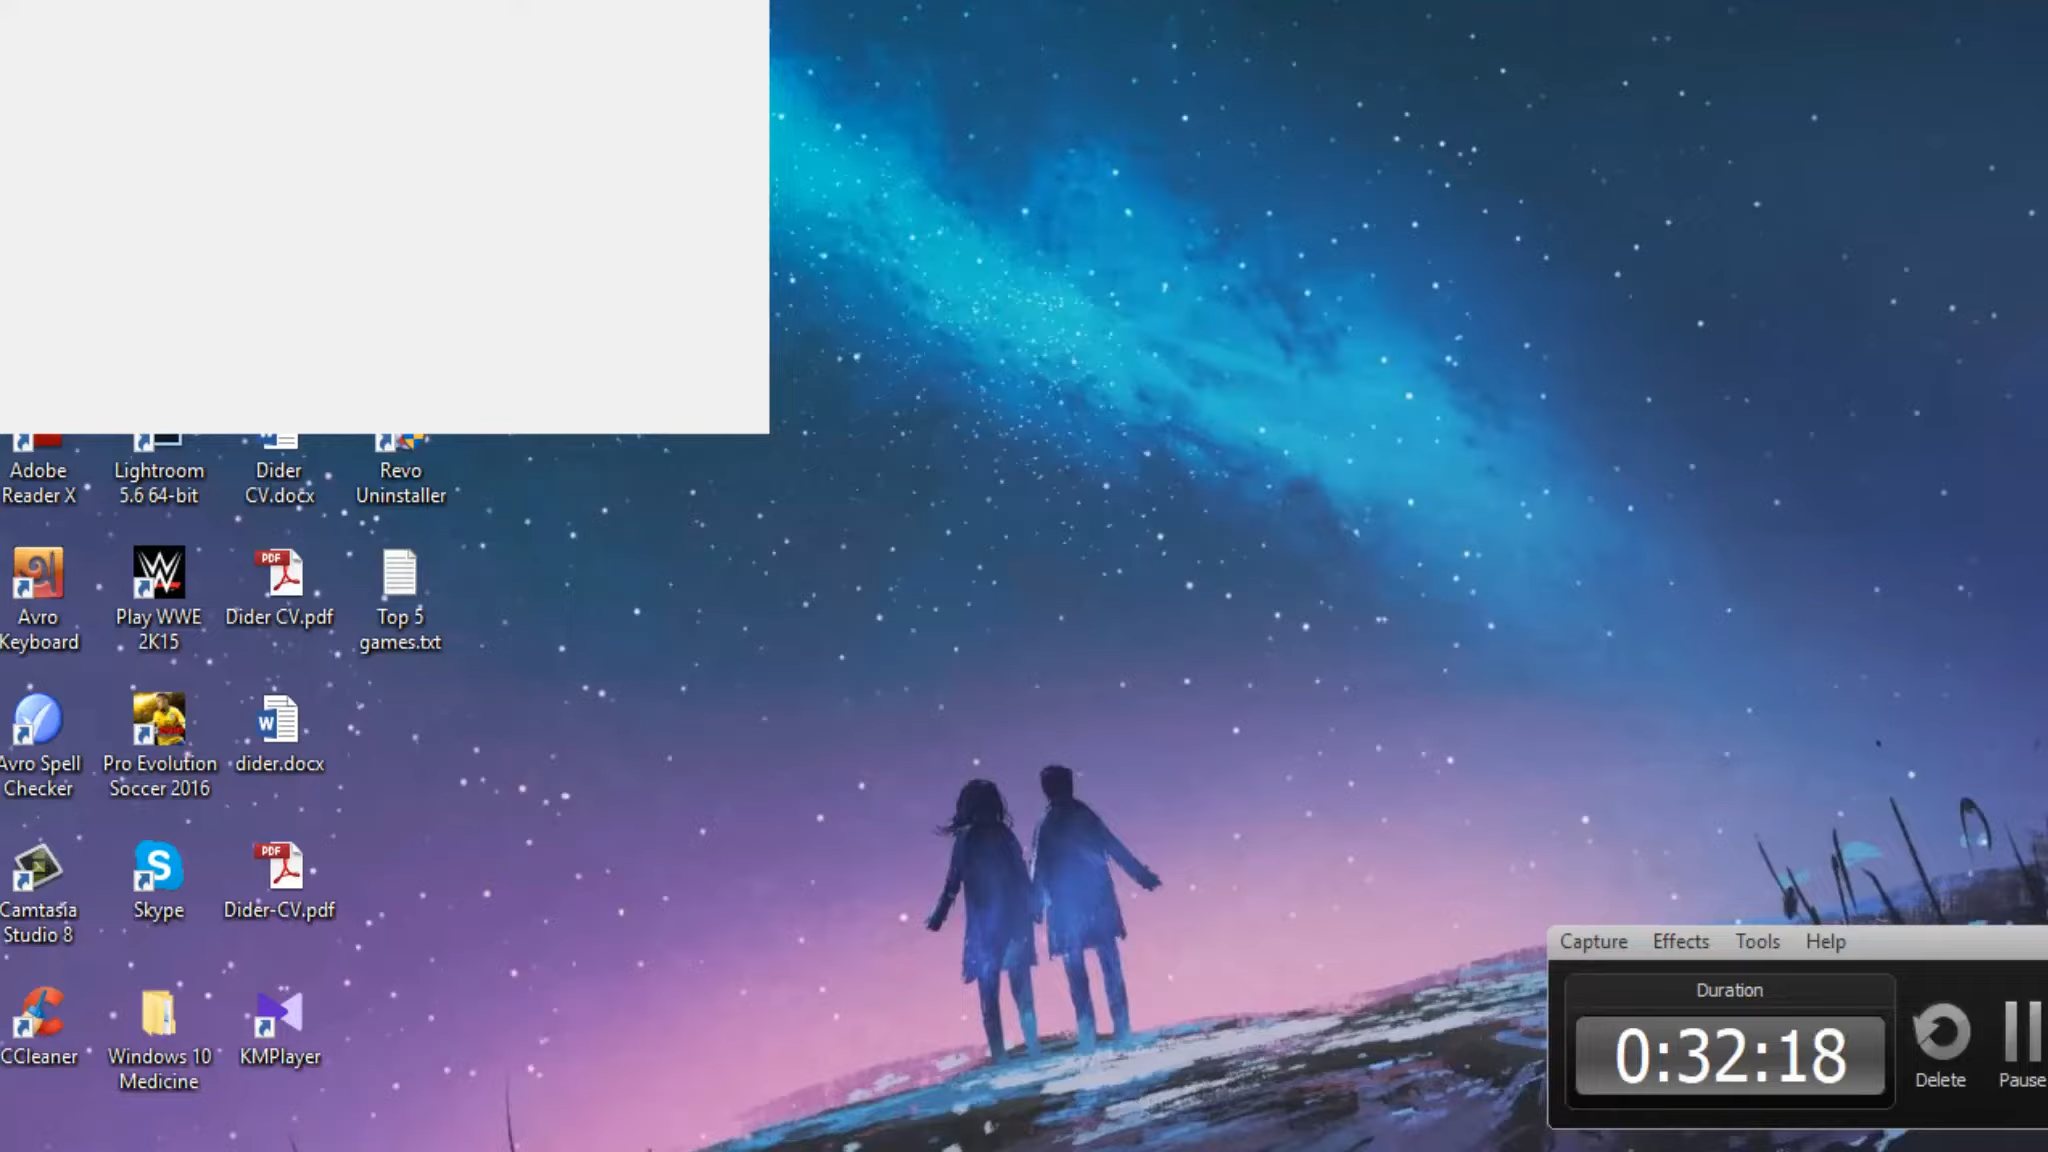 Adobe
Reader X
Lightroom
5.6 64-bit
Dider
CV.docx
Revo
Uninstaller
Avro
Keyboard
Play WWE
2K15
PDF
Dider CV.pdf
Top 5
games.txt
Avro Spell
Checker
Pro Evolution
Soccer 2016
W
dider.docx
Camtasia
Studio 8
S
Skype
PDF
Dider-CV.pdf
CCleaner
Windows 10
Medicine
KMPlayer
Capture Effects Tools Help
Duration
0:32:18
Delete
Pause